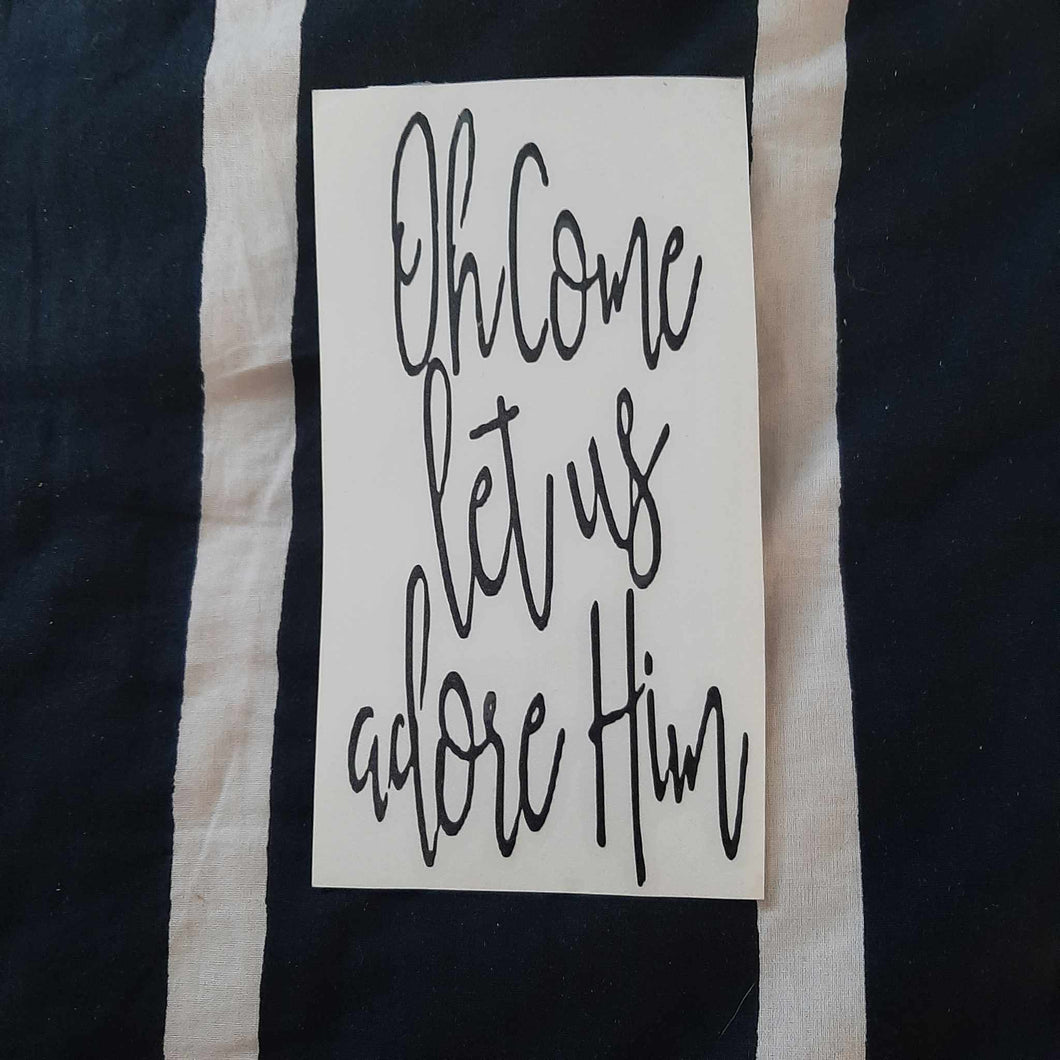 Oh Come
let us
adore Him